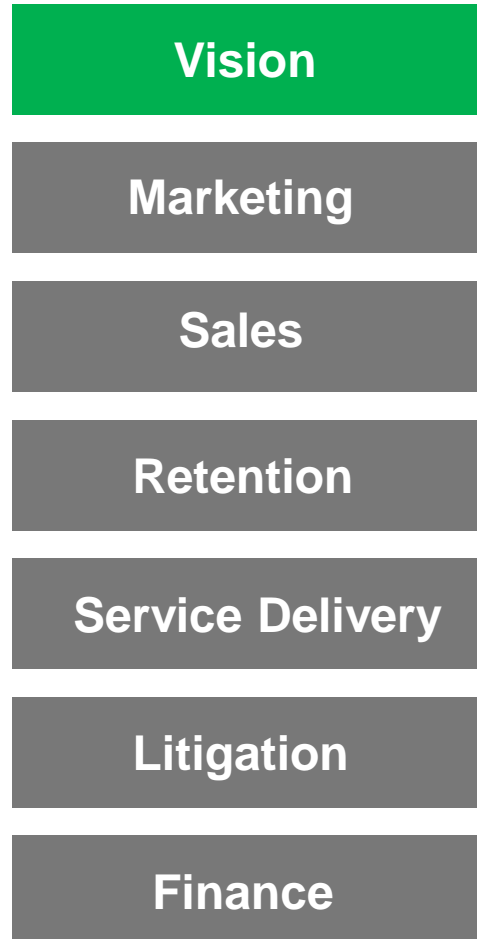 Vision
Marketing
Sales
Retention
Service Delivery
Litigation
Finance